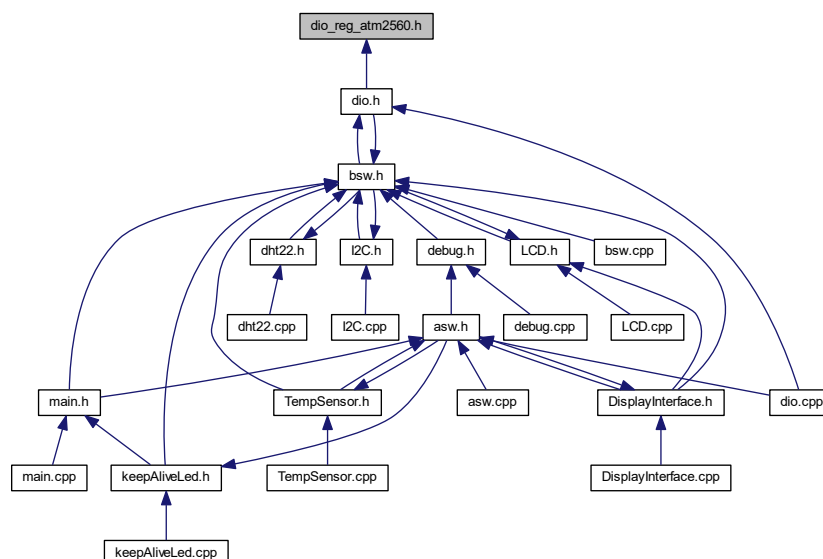 dio_reg_atm2560.h
dio.h
bsw.h
dht22.h
I2C.h
debug.h
LCD.h
bsw.cpp
dht22.cpp
I2C.cpp
asw.h
debug.cpp
LCD.cpp
main.h
TempSensor.h
asw.cpp
DisplayInterface.h
dio.cpp
main.cpp
keepAliveLed.h
TempSensor.cpp
DisplayInterface.cpp
keepAliveLed.cpp